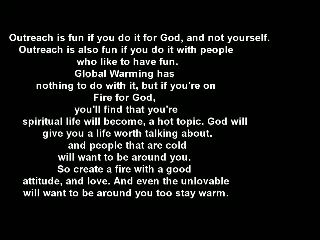 Outreach is fun if you do it for God, and not yourself.
Outreach is also fun if you do it with people
who like to have fun.
Global Warming has
nothing to do with it, but if you're on
Fire for God,
you'll find that you're
spiritual life will become, a hot topic. God will
give you a life worth talking about.
and people that are cold
will want to be around you.
So create a fire with a good
attitude, and love. And even the unlovable
will want to be around you too stay warm.